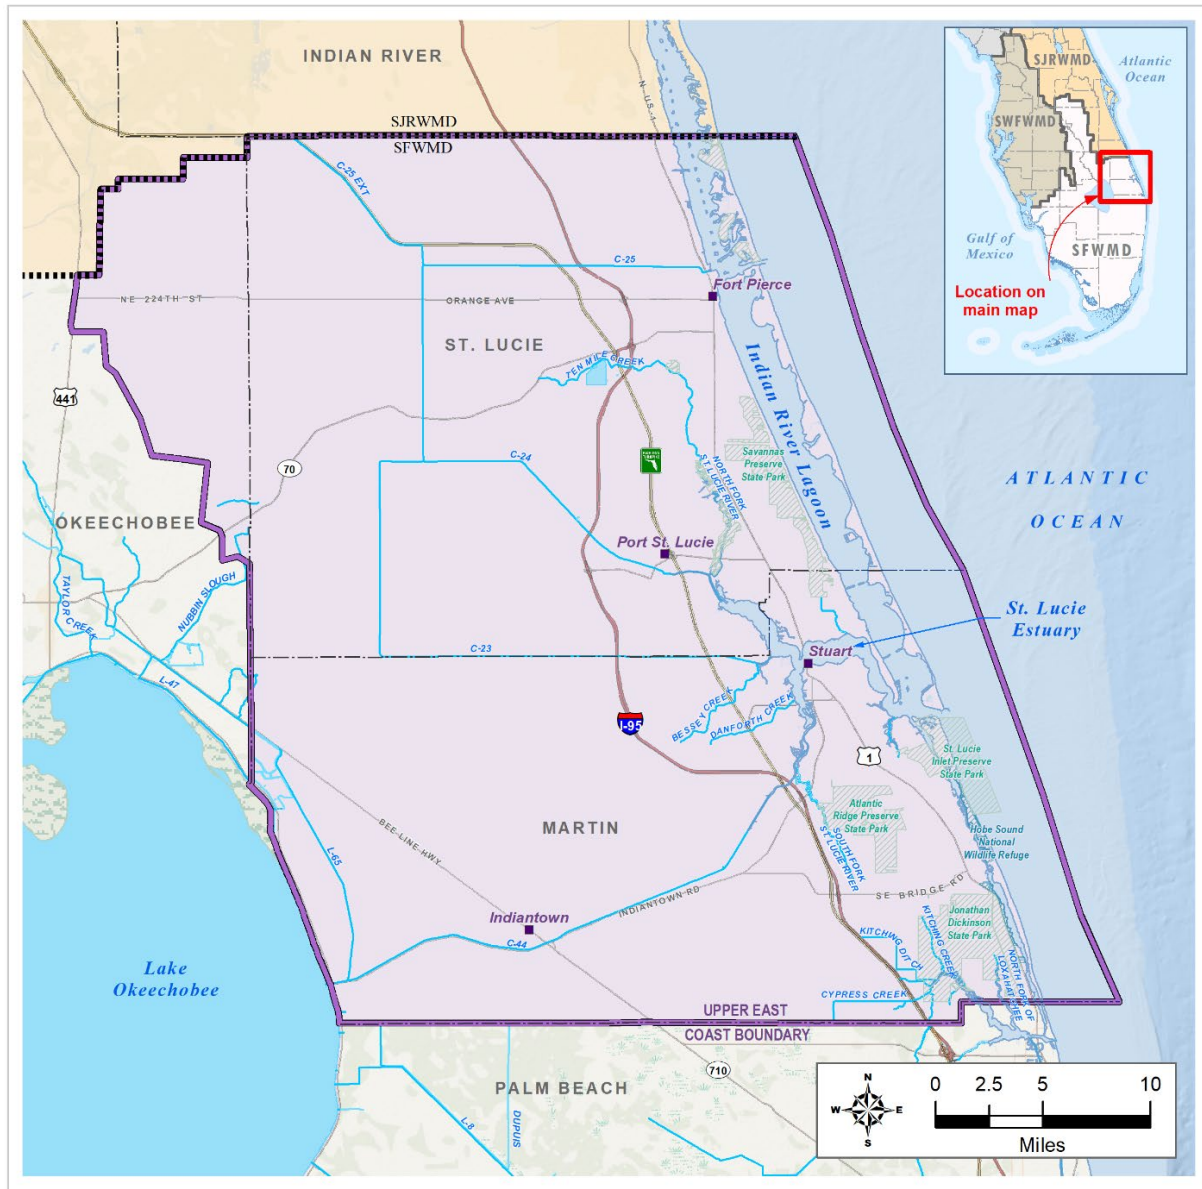 INDIAN RIVER
N US-1
SJRWMD
SFWMD
C-25 EXT
C-25
NE 224TH ST
ORANGE AVE
Fort Pierce
ST. LUCIE
TEN MILE CREEK
441
70
C-24
NORTH FORK
ST. LUCIE RIVER
Savannas
Preserve
State Park
Indian River Lagoon
ATLANTIC
OCEAN
OKEECHOBEE
Port St. Lucie
TAYLOR CREEK
NUBBIN SLOUGH
St. Lucie
Estuary
C-23
Stuart
L-47
BESSEY CREEK
DANFORTH CREEK
I-95
1
St. Lucie
Inlet Preserve
State Park
MARTIN
BEE LINE HWY
L-65
Atlantic
Ridge Preserve
State Park
Hobe Sound
National
Wildlife Refuge
SOUTH FORK
ST. LUCIE RIVER
SE BRIDGE RD
INDIANTOWN RD
Indiantown
C-44
Jonathan
Dickinson
State Park
KITCHING DITCH
KITCHING CREEK
NORTH FORK OF
LOXAHATCHEE
CYPRESS CREEK
Lake
Okeechobee
UPPER EAST
COAST BOUNDARY
PALM BEACH
710
L-8
DUPUIS
SJRWMD
Atlantic
Ocean
SWFWMD
Gulf of
Mexico
SFWMD
Location on
main map
N
W
E
S
0 2.5 5 10
Miles